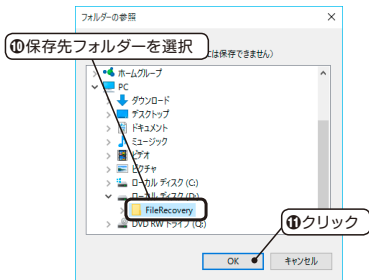 フォルダーの参照
❿保存先フォルダーを選択
には保存できません)
ホームグループ
PC
ダウンロード
デスクトップ
ドキュメント
ミュージック
ビデオ
ピクチャ
ローカル ディスク (C:)
ローカル ディスク (D:)
FileRecovery
DVD RW ドライブ (Q:)
⓫クリック
OK
キャンセル